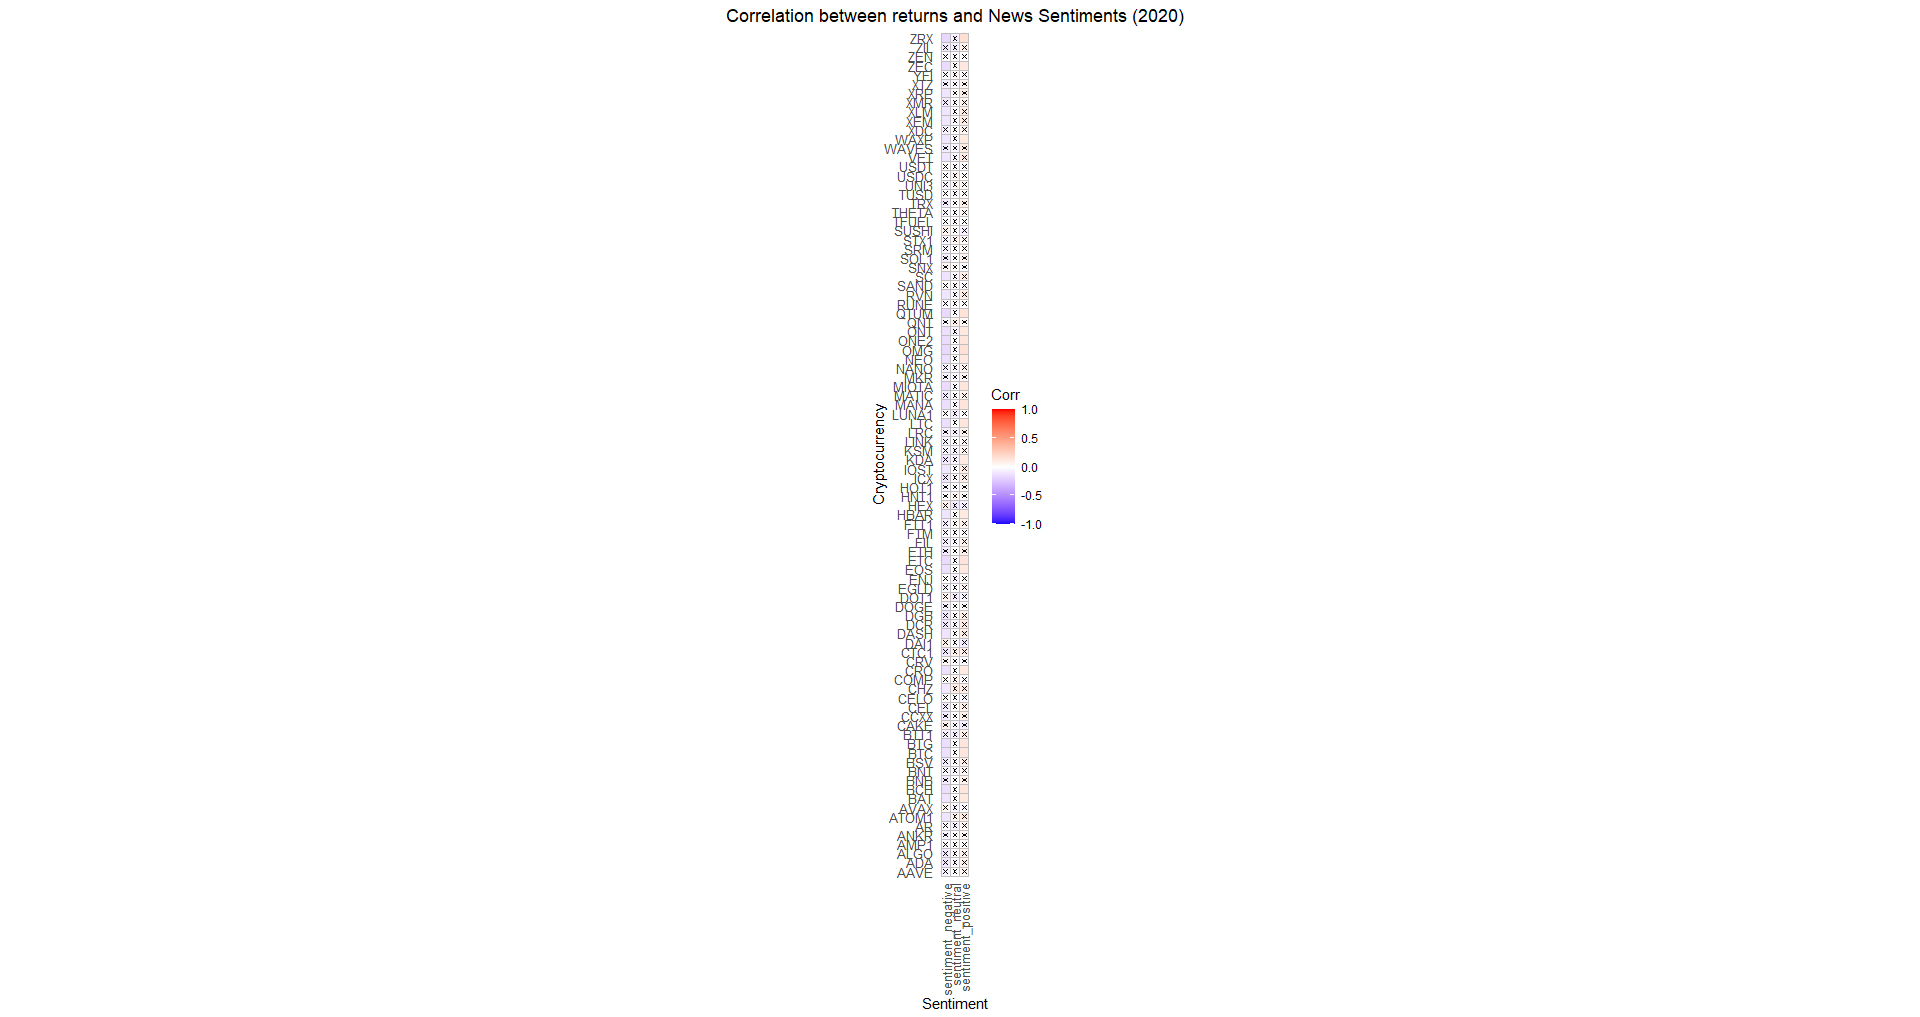 Correlation between returns and News Sentiments (2020)
ZRX
ZIL
ZEN
ZEC
YFI
XTZ
XRP
XMR
XLM
XEM
XDC
WAXP
WAVES
VET
USDT
USDC
UNI3
TUSD
TRX
THETA
TFUEL
SUSHI
STX1
SRM
SOL1
SNX
SC
SAND
RVN
RUNE
QTUM
QNT
ONT
ONE2
OMG
NEO
NANO
MKR
MIOTA
MATIC
MANA
LUNA1
LTC
LRC
LINK
KSM
KDA
IOST
ICX
HOT1
HNT1
HEX
HBAR
FTT1
FTM
FIL
ETH
ETC
EOS
ENJ
EGLD
DOT1
DOGE
DGB
DCR
DASH
DAI1
CTC1
CRV
CRO
COMP
CHZ
CELO
CEL
CCXX
CAKE
BTT1
BTG
BTC
BSV
BNT
BNB
BCH
BAT
AVAX
ATOM1
AR
ANKR
AMP1
ALGO
ADA
AAVE
Cryptocurrency
sentiment_negative
sentiment_neutral
sentiment_positive
Sentiment
Corr
1.0
0.5
0.0
-0.5
-1.0